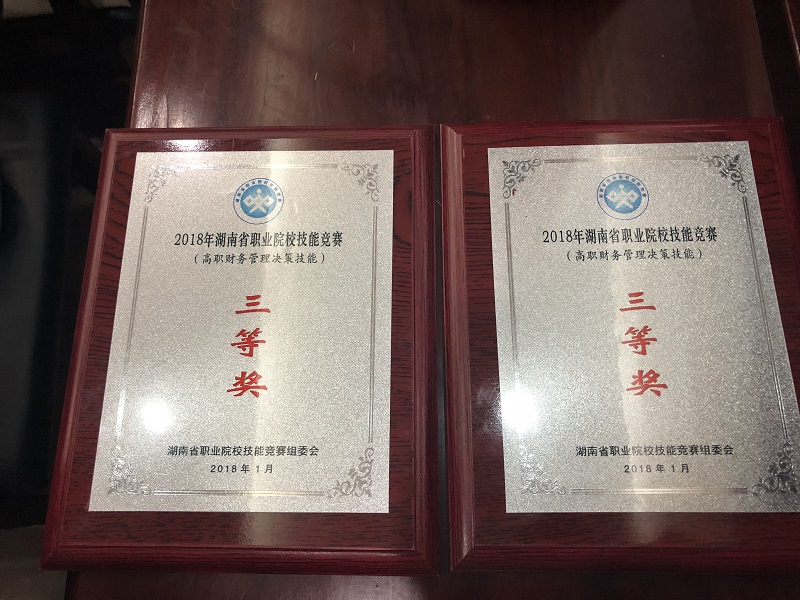 2018年湖南省职业院校技能竞赛
（高职财务管理决策技能）
三
等
奖
湖南省职业院校技能竞赛组委会
2018年1月
2018年湖南省职业院校技能竞赛
（高职财务管理决策技能）
三
等
奖
湖南省职业院校技能竞赛组委会
2018年1月